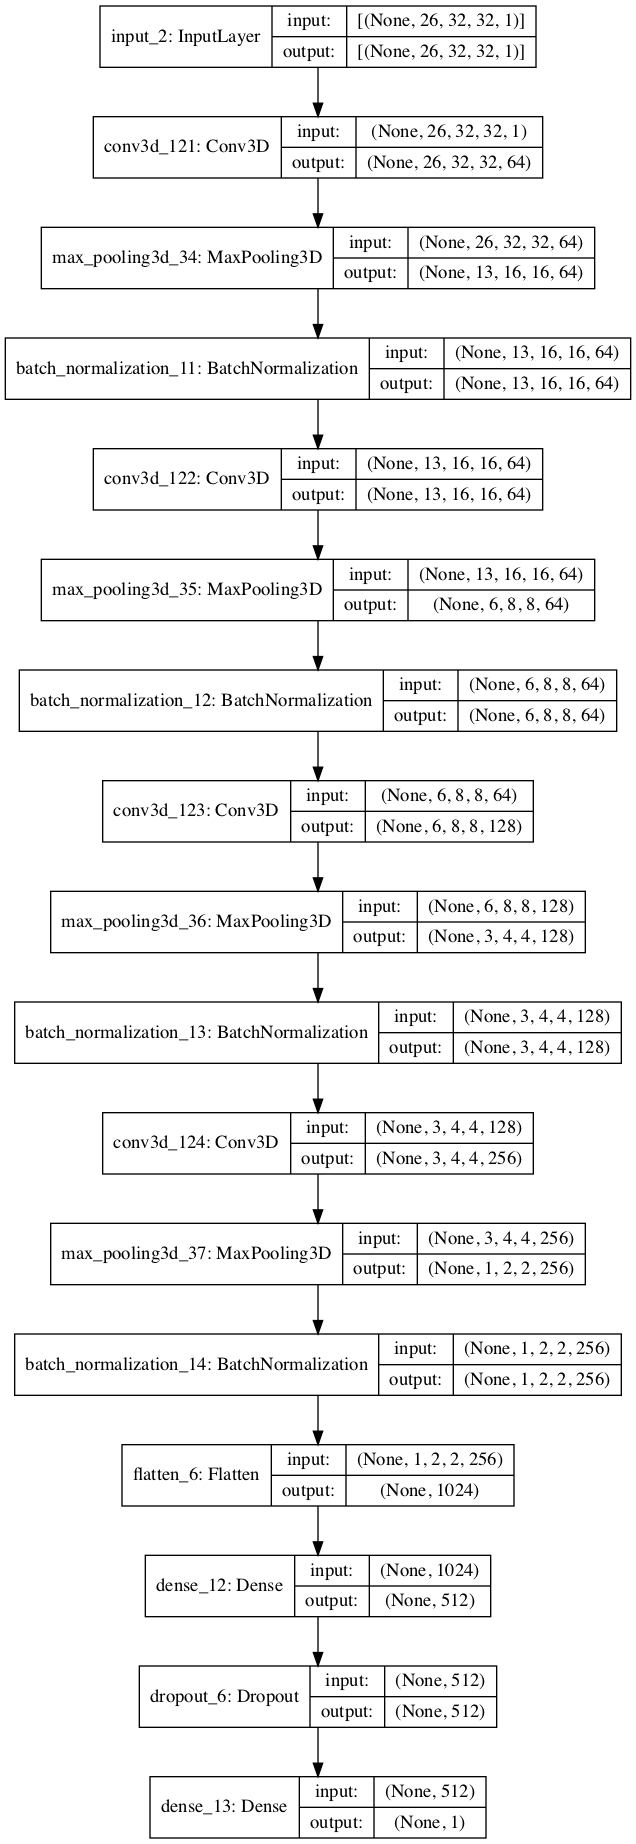 input_2: InputLayer
input: [(None, 26, 32, 32, 1)]
output: [(None, 26, 32, 32, 1)]
conv3d_121: Conv3D
input: (None, 26, 32, 32, 1)
output: (None, 26, 32, 32, 64)
max_pooling3d_34: MaxPooling3D
input: (None, 26, 32, 32, 64)
output: (None, 13, 16, 16, 64)
batch_normalization_11: BatchNormalization
input: (None, 13, 16, 16, 64)
output: (None, 13, 16, 16, 64)
conv3d_122: Conv3D
input: (None, 13, 16, 16, 64)
output: (None, 13, 16, 16, 64)
max_pooling3d_35: MaxPooling3D
input: (None, 13, 16, 16, 64)
output: (None, 6, 8, 8, 64)
batch_normalization_12: BatchNormalization
input: (None, 6, 8, 8, 64)
output: (None, 6, 8, 8, 64)
conv3d_123: Conv3D
input: (None, 6, 8, 8, 64)
output: (None, 6, 8, 8, 128)
max_pooling3d_36: MaxPooling3D
input: (None, 6, 8, 8, 128)
output: (None, 3, 4, 4, 128)
batch_normalization_13: BatchNormalization
input: (None, 3, 4, 4, 128)
output: (None, 3, 4, 4, 128)
conv3d_124: Conv3D
input: (None, 3, 4, 4, 128)
output: (None, 3, 4, 4, 256)
max_pooling3d_37: MaxPooling3D
input: (None, 3, 4, 4, 256)
output: (None, 1, 2, 2, 256)
batch_normalization_14: BatchNormalization
input: (None, 1, 2, 2, 256)
output: (None, 1, 2, 2, 256)
flatten_6: Flatten
input: (None, 1, 2, 2, 256)
output: (None, 1024)
dense_12: Dense
input: (None, 1024)
output: (None, 512)
dropout_6: Dropout
input: (None, 512)
output: (None, 512)
dense_13: Dense
input: (None, 512)
output: (None, 1)